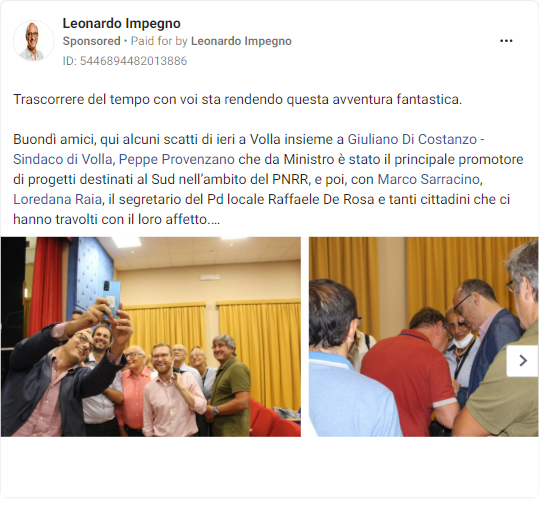 Leonardo Impegno
Sponsored • Paid for by Leonardo Impegno
ID: 5446894482013886
Trascorrere del tempo con voi sta rendendo questa avventura fantastica.
Buondì amici, qui alcuni scatti di ieri a Volla insieme a Giuliano Di Costanzo -
Sindaco di Volla, Peppe Provenzano che da Ministro è stato il principale promotore
di progetti destinati al Sud nell'ambito del PNRR, e poi, con Marco Sarracino,
Loredana Raia, il segretario del Pd locale Raffaele De Rosa e tanti cittadini che ci
hanno travolti con il loro affetto.…